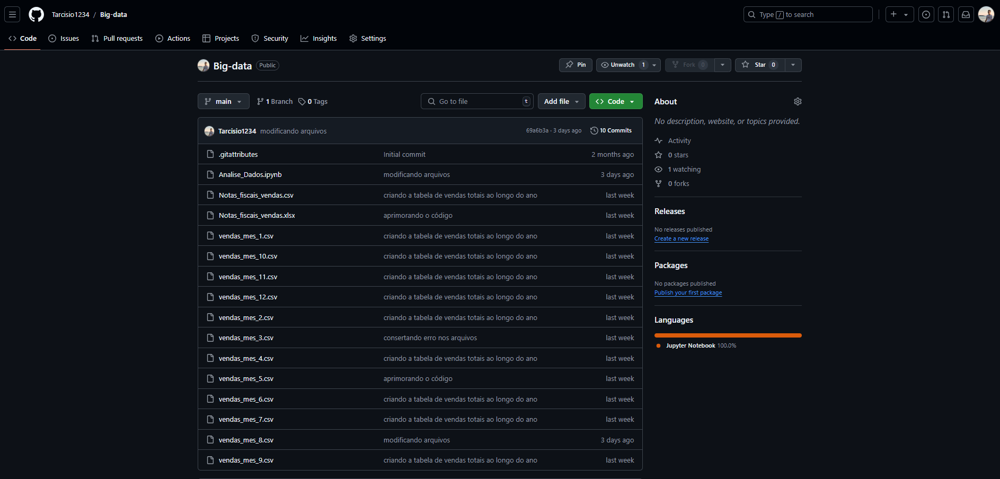 Tarcisio1234 / Big-data
Type / to search
Code Issues Pull requests Actions Projects Security Insights Settings
Big-data Public
Pin Unwatch 1 Fork 0 Star 0
main 1 Branch 0 Tags Go to file t Add file Code
Tarcisio1234 modificando arquivos 69a6b3a · 3 days ago 10 Commits
.gitattributes Initial commit 2 months ago
Analise_Dados.ipynb modificando arquivos 3 days ago
Notas_fiscais_vendas.csv criando a tabela de vendas totais ao longo do ano last week
Notas_fiscais_vendas.xlsx aprimorando o código last week
vendas_mes_1.csv criando a tabela de vendas totais ao longo do ano last week
vendas_mes_10.csv criando a tabela de vendas totais ao longo do ano last week
vendas_mes_11.csv criando a tabela de vendas totais ao longo do ano last week
vendas_mes_12.csv criando a tabela de vendas totais ao longo do ano last week
vendas_mes_2.csv criando a tabela de vendas totais ao longo do ano last week
vendas_mes_3.csv consertando erro nos arquivos last week
vendas_mes_4.csv criando a tabela de vendas totais ao longo do ano last week
vendas_mes_5.csv aprimorando o código last week
vendas_mes_6.csv criando a tabela de vendas totais ao longo do ano last week
vendas_mes_7.csv criando a tabela de vendas totais ao longo do ano last week
vendas_mes_8.csv modificando arquivos 3 days ago
vendas_mes_9.csv criando a tabela de vendas totais ao longo do ano last week
About
No description, website, or topics provided.
Activity
0 stars
1 watching
0 forks
Releases
No releases published
Create a new release
Packages
No packages published
Publish your first package
Languages
Jupyter Notebook 100.0%